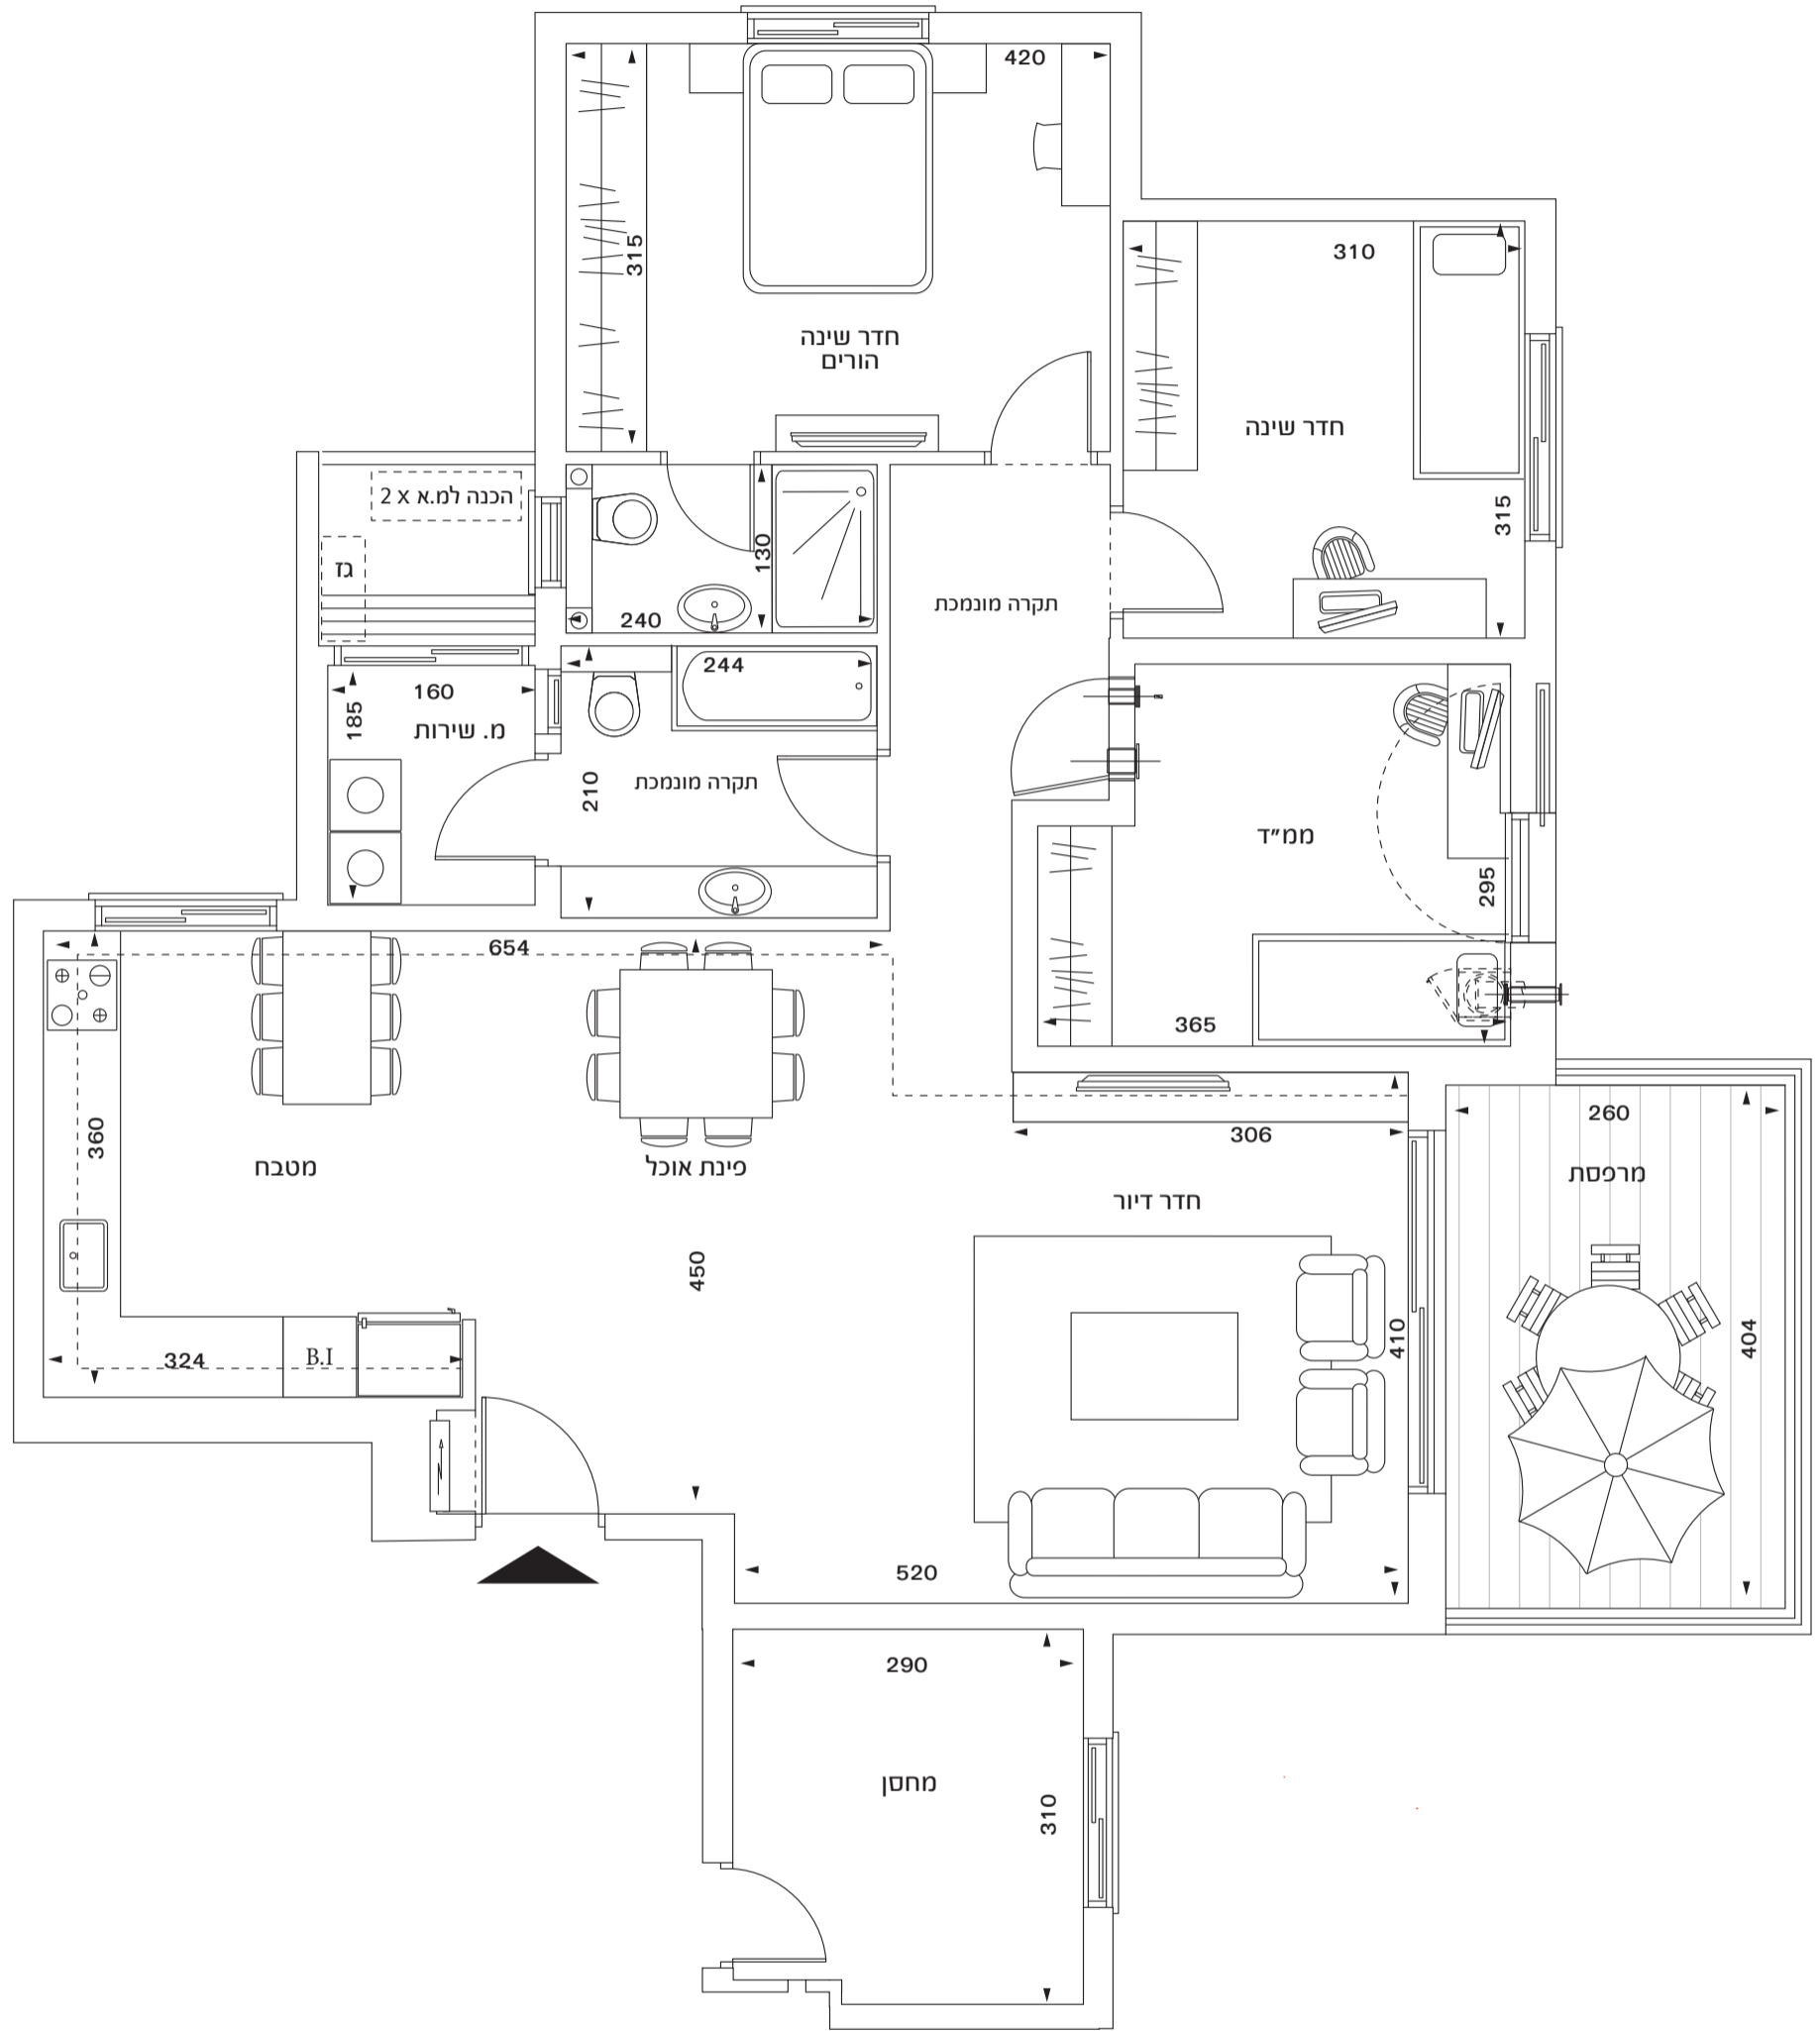 420
315
חדר שינה
הורים
310
חדר שינה
315
הכנה למ.א x 2
גז
130
240
תקרה מונמכת
244
160
185
מ. שירות
210
תקרה מונמכת
ממ״ד
295
365
654
360
מטבח
פינת אוכל
450
306
חדר דיור
410
260
מרפסת
404
324
B.I
520
290
מחסן
310